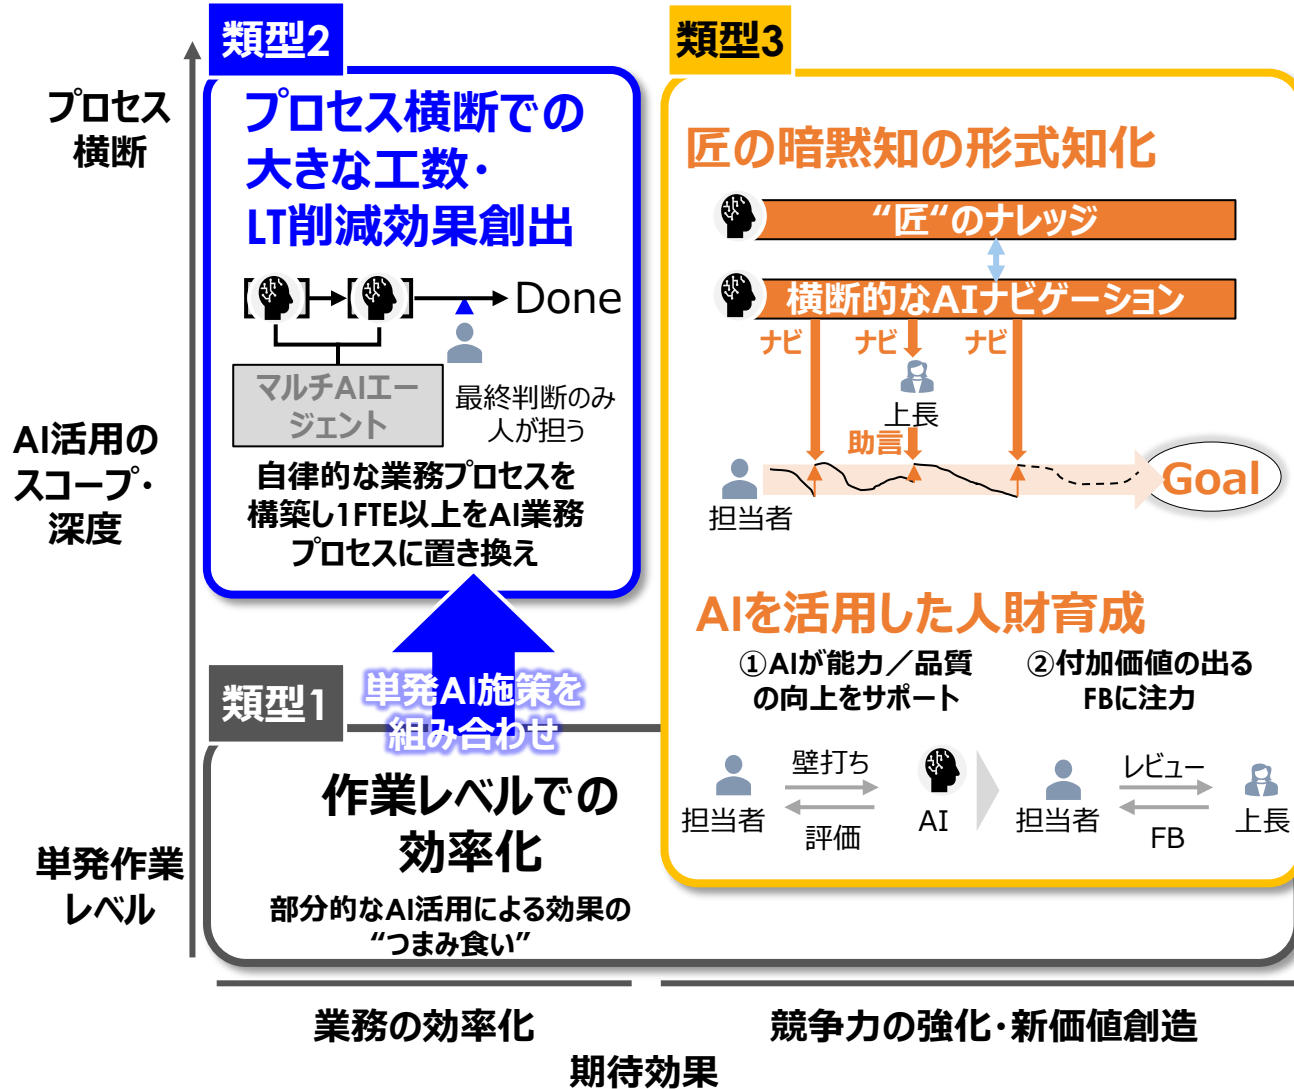 類型2
類型3
プロセス
横断
プロセス横断での
大きな工数・
LT削減効果創出
[ ]→[ ]→Done
マルチAIエー
ジェント
最終判断のみ
人が担う
自律的な業務プロセスを
構築し1FTE以上をAI業務
プロセスに置き換え
匠の暗黙知の形式知化
“匠“のナレッジ
横断的なAIナビゲーション
ナビ ナビ ナビ
上長
助言
担当者
Goal
AI活用の
スコープ・
深度
AIを活用した人財育成
①AIが能力／品質
の向上をサポート
②付加価値の出る
FBに注力
壁打ち
評価
担当者
AI
レビュー
FB
担当者
上長
類型1
単発AI施策を
組み合わせ
作業レベルでの
効率化
部分的なAI活用による効果の
“つまみ食い”
単発作業
レベル
業務の効率化
競争力の強化・新価値創造
期待効果